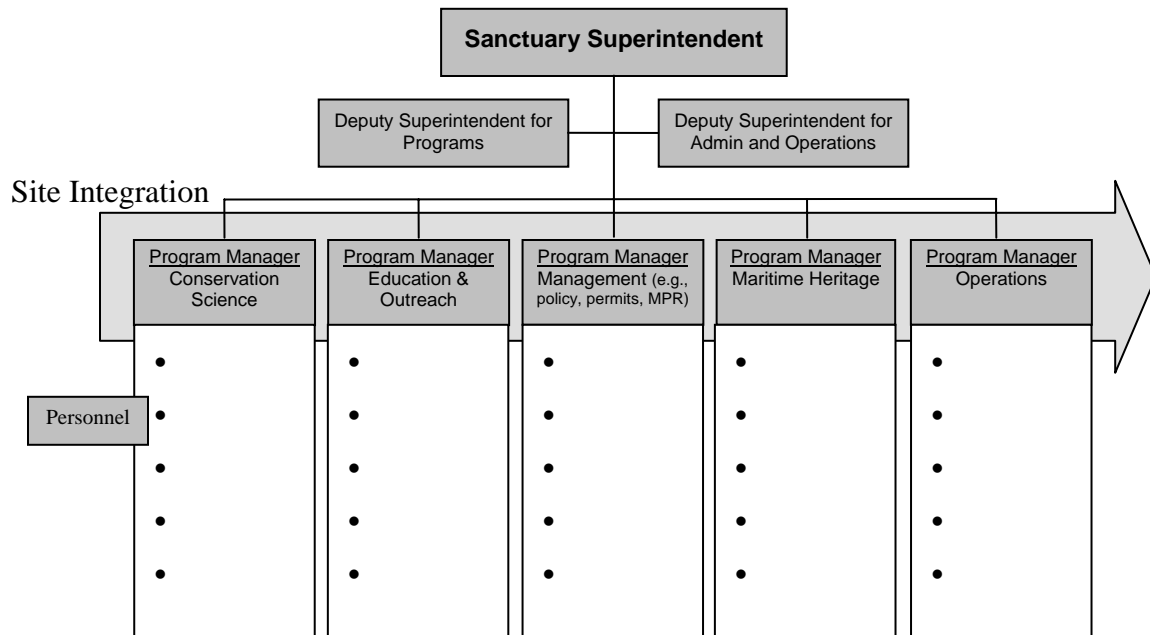 Sanctuary Superintendent
Deputy Superintendent for
Programs
Deputy Superintendent for
Admin and Operations
Site Integration
Program Manager
Conservation
Science
Program Manager
Education &
Outreach
Program Manager
Management (e.g.,
policy, permits, MPR)
Program Manager
Maritime Heritage
Program Manager
Operations
Personnel